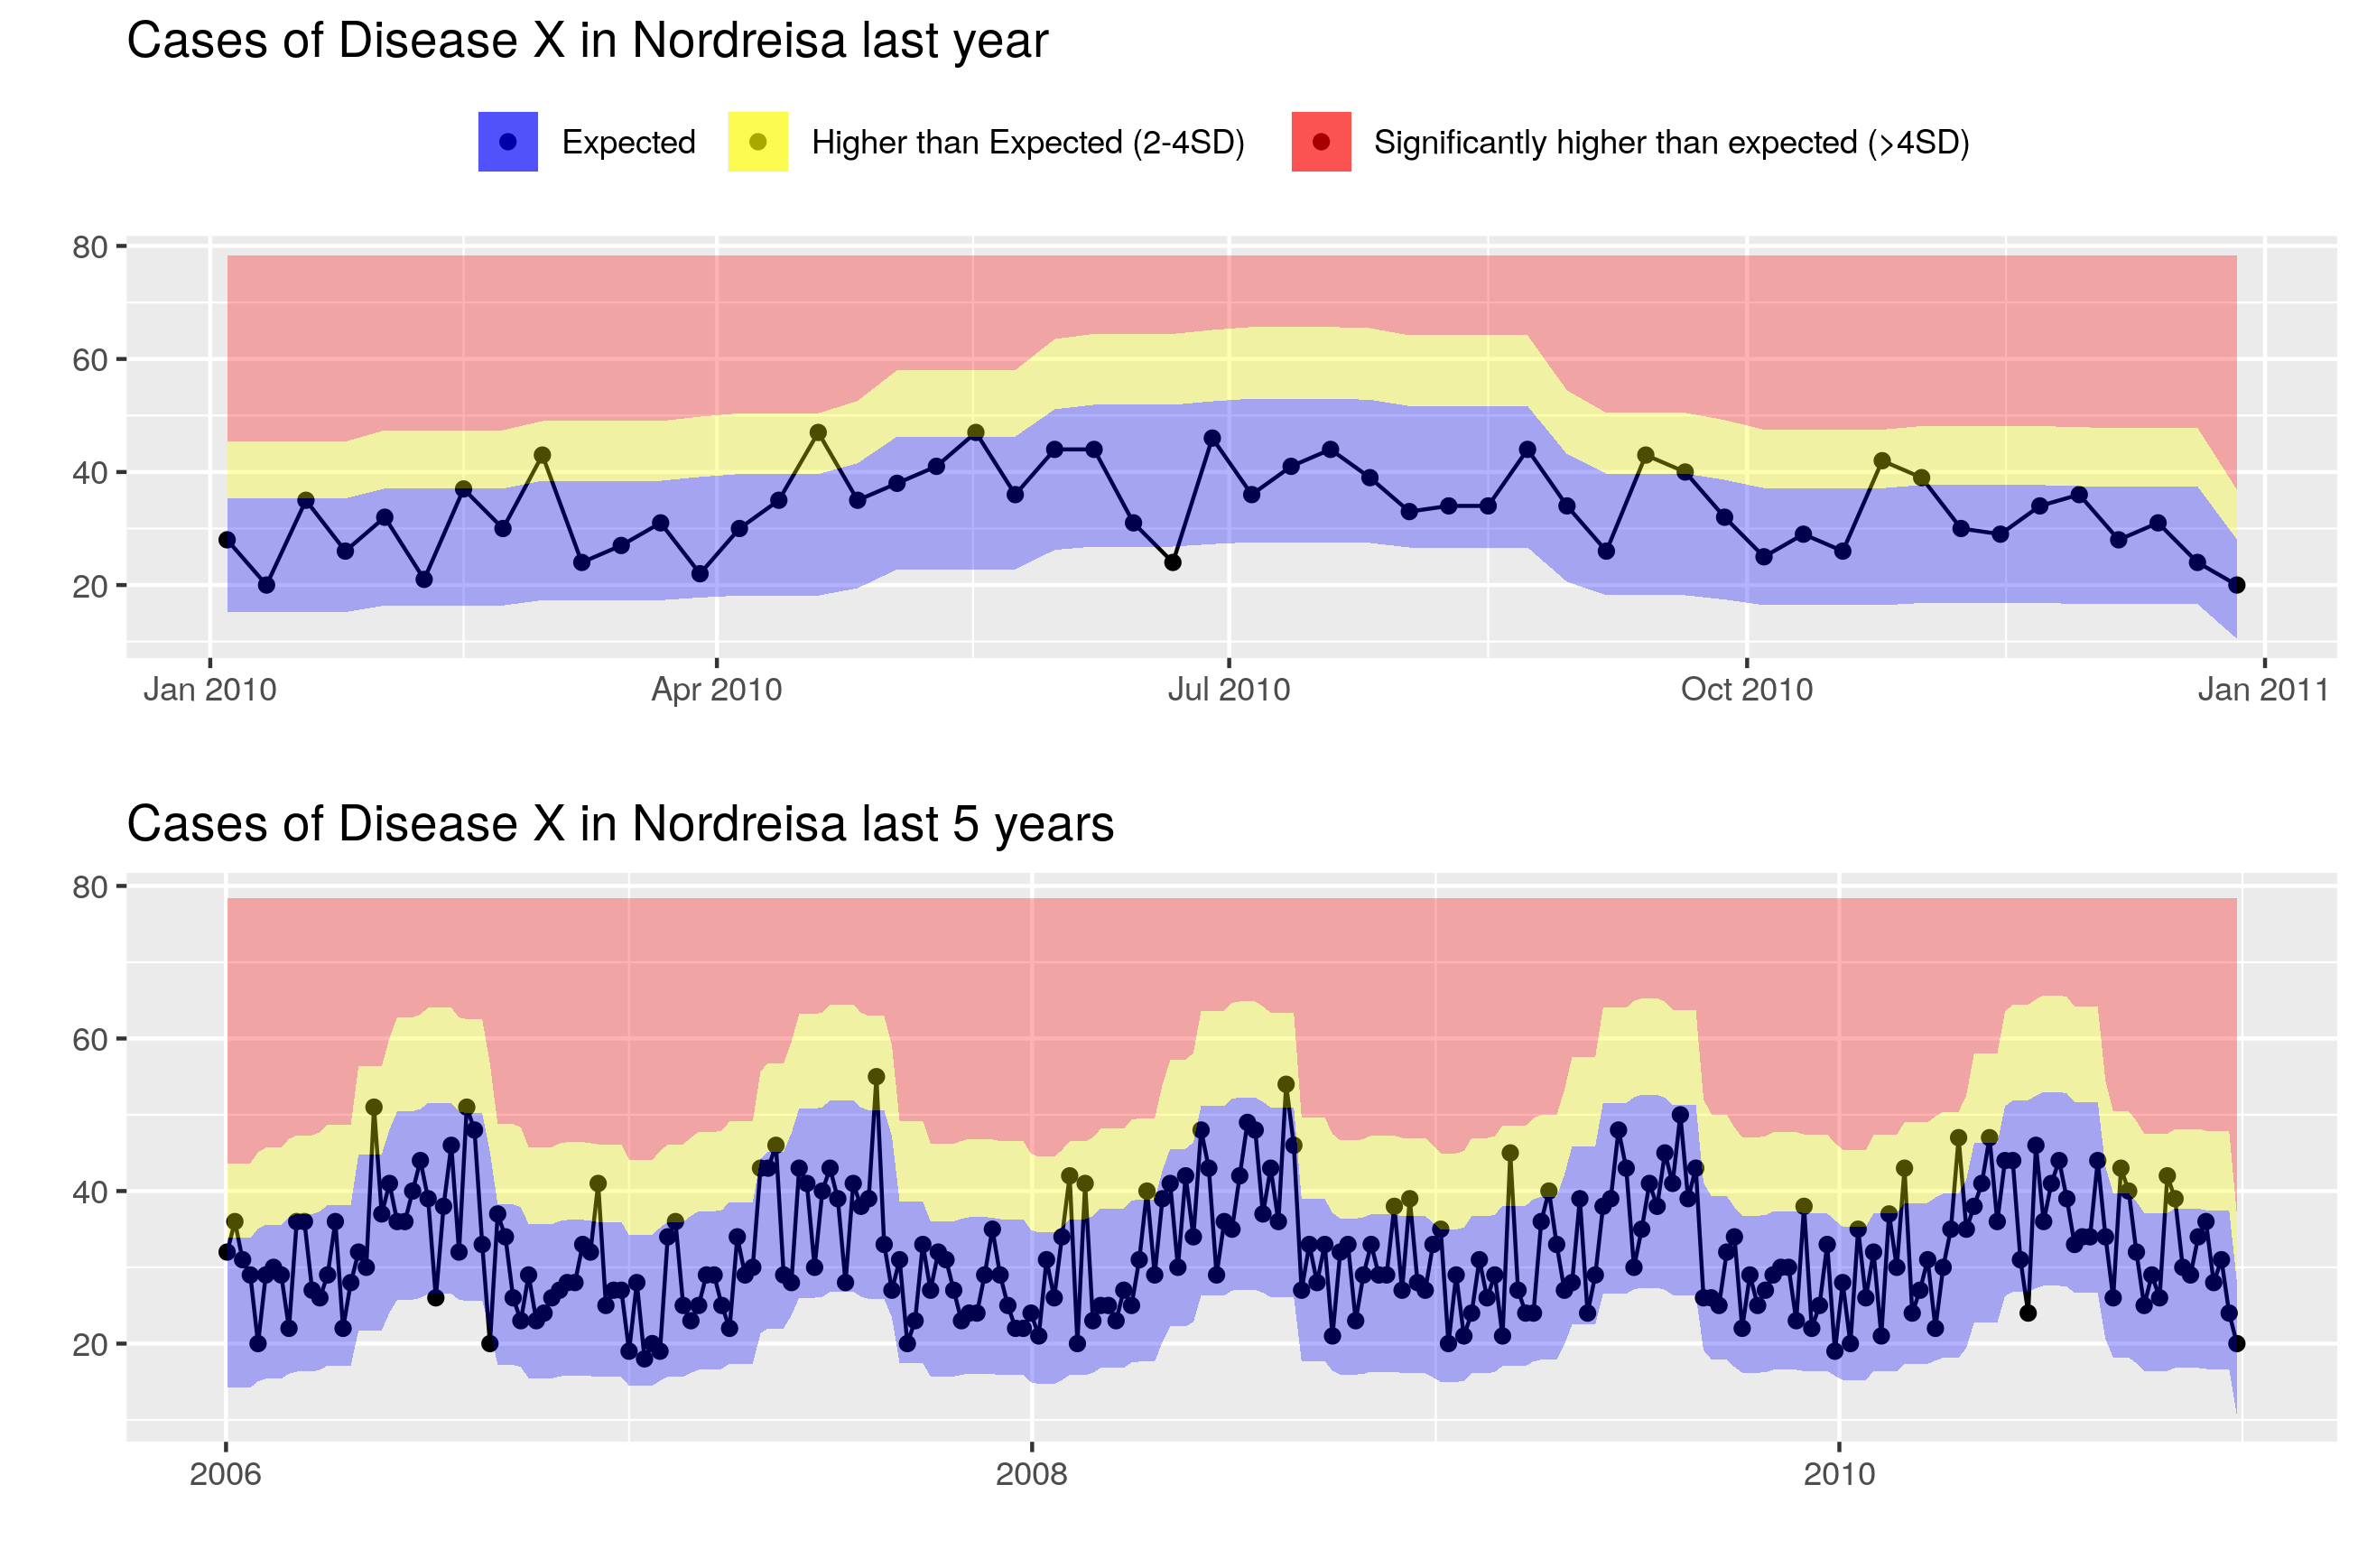 Cases of Disease X in Nordreisa last year
Expected Higher than Expected (2-4SD) Significantly higher than expected (>4SD)
80
60
40
20
Jan 2010 Apr 2010 Jul 2010 Oct 2010 Jan 2011
Cases of Disease X in Nordreisa last 5 years
80
60
40
20
2006 2008 2010